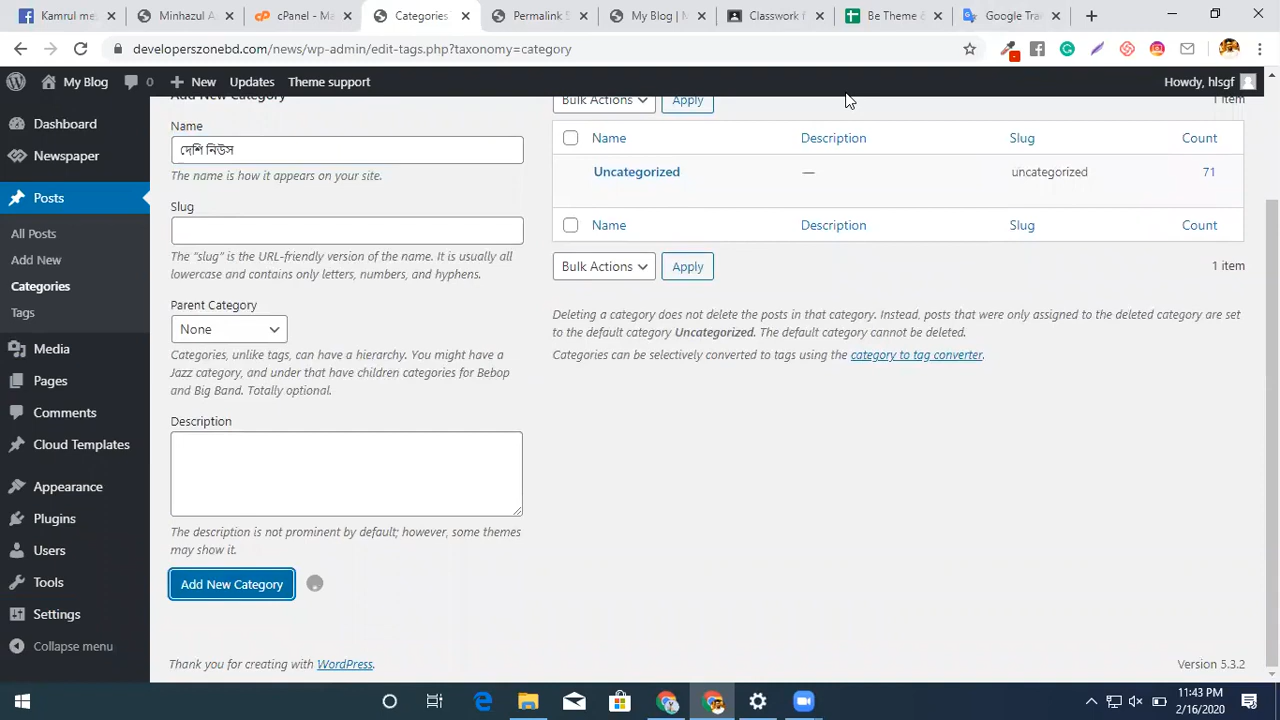 Kamrul me
Minhazul A
cPanel - Ma
Categories
Permalink S
My Blog | M
Classwork f
Be Theme &
Google Tra
developerszonebd.com/news/wp-admin/edit-tags.php?taxonomy=category
My Blog
0
New
Updates
Theme support
Howdy, hlsgf
Dashboard
Newspaper
Posts
All Posts
Add New
Categories
Tags
Media
Pages
Comments
Cloud Templates
Appearance
Plugins
Users
Tools
Settings
Collapse menu
Add New Category
Name
দেশি নিউস
The name is how it appears on your site.
Slug
The “slug” is the URL-friendly version of the name. It is usually all
lowercase and contains only letters, numbers, and hyphens.
Parent Category
None
Categories, unlike tags, can have a hierarchy. You might have a
Jazz category, and under that have children categories for Bebop
and Big Band. Totally optional.
Description
The description is not prominent by default; however, some themes
may show it.
Add New Category
Bulk Actions
Apply
1 item
Name
Description
Slug
Count
Uncategorized
—
uncategorized
71
Name
Description
Slug
Count
Bulk Actions
Apply
1 item
Deleting a category does not delete the posts in that category. Instead, posts that were only assigned to the deleted category are set
to the default category Uncategorized. The default category cannot be deleted.
Categories can be selectively converted to tags using the category to tag converter.
Thank you for creating with WordPress.
Version 5.3.2
11:43 PM
2/16/2020